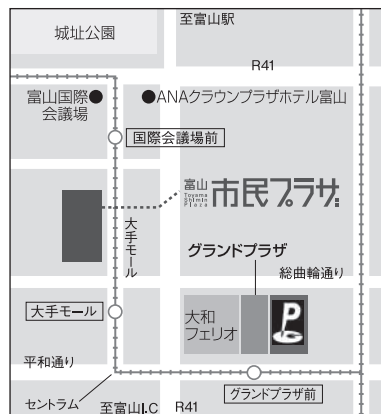 城址公園
至富山駅
R41
富山国際
会議場
ANAクラウンプラザホテル富山
国際会議場前
富山
Toyama
Shimin
Plaza
市民プラザ
大手モール
グランドプラザ
総曲輪通り
大手モール
大和
フェリオ
P
平和通り
グランドプラザ前
セントラム
至富山I.C
R41